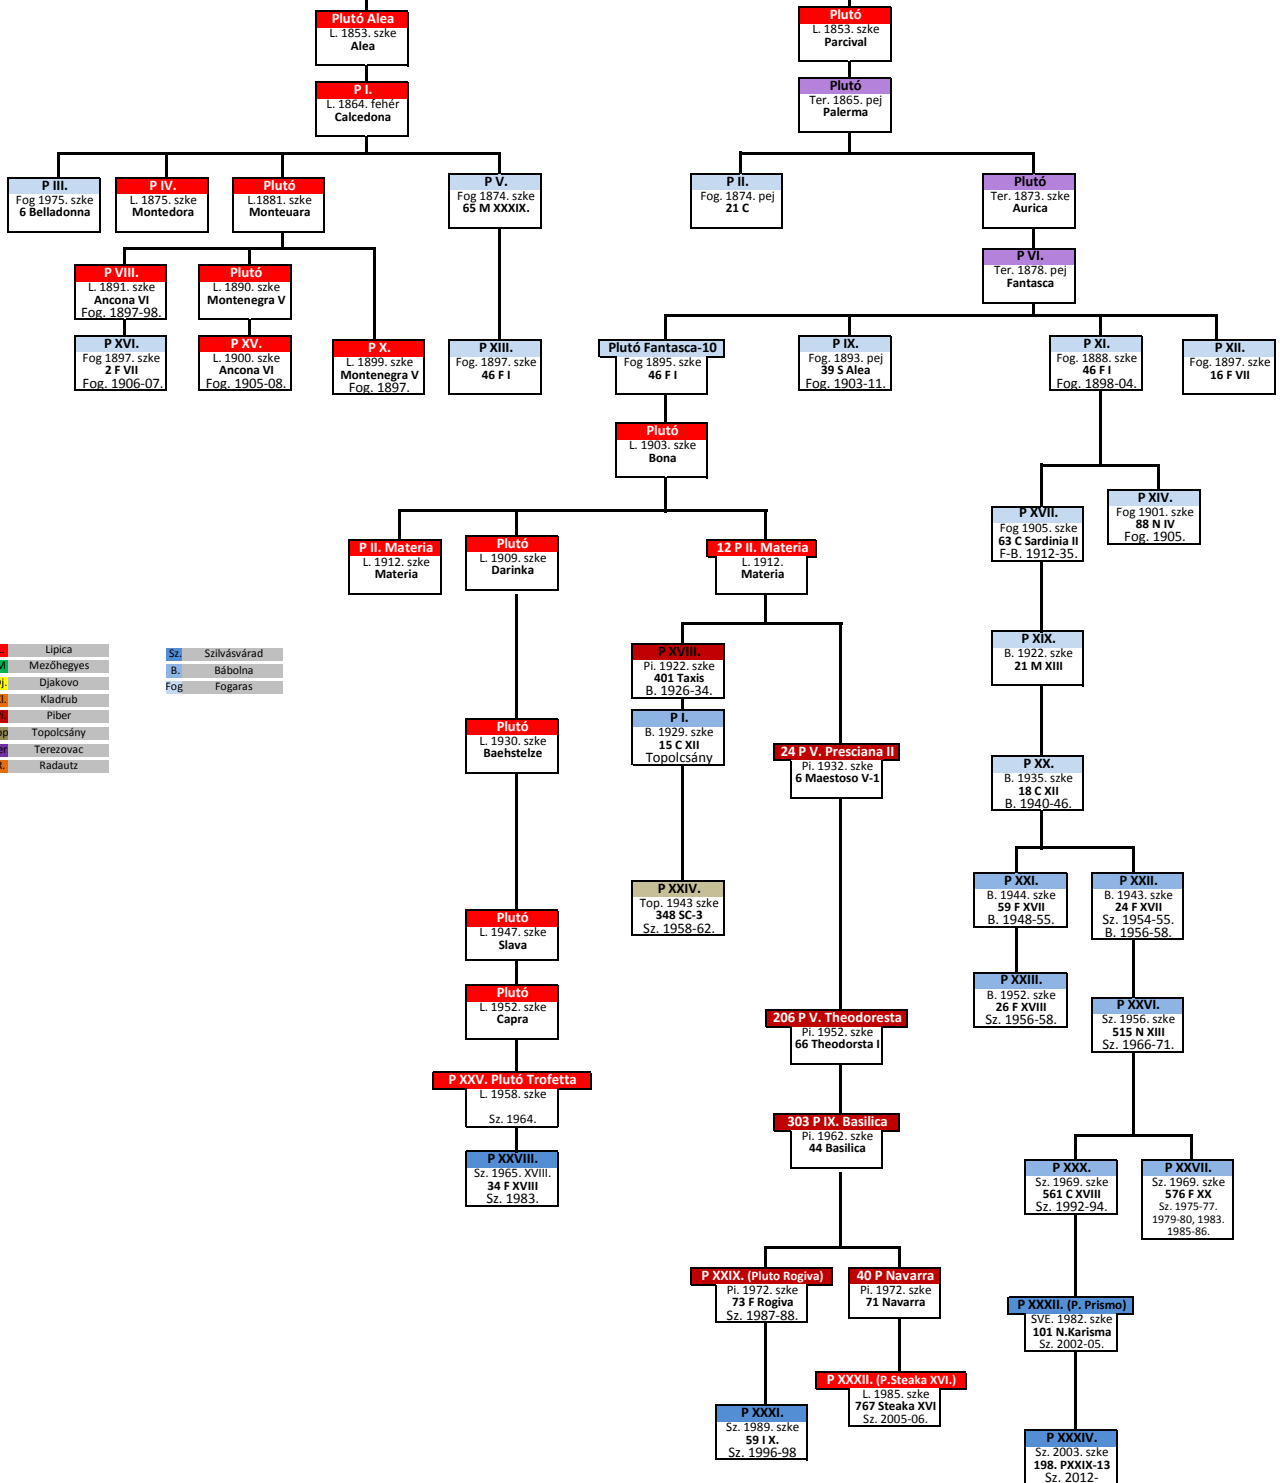 Plutó Alea
L. 1853. szke
Alea
Plutó
L. 1853. szke
Parcival
P I.
L. 1864. fehér
Calcedona
Plutó
Ter. 1865. pej
Palerma
P III.
Fog 1975. szke
6 Belladonna
P IV.
L. 1875. szke
Montedora
Plutó
L.1881. szke
Monteuara
P V.
Fog 1874. szke
65 M XXXIX.
P II.
Fog. 1874. pej
21 C
Plutó
Ter. 1873. szke
Aurica
P VIII.
L. 1891. szke
Ancona VI
Fog. 1897-98.
Plutó
L. 1890. szke
Montenegra V
P VI.
Ter. 1878. pej
Fantasca
P XVI.
Fog 1897. szke
2 F VII
Fog. 1906-07.
P XV.
L. 1900. szke
Ancona VI
Fog. 1905-08.
P X.
L. 1899. szke
Montenegra V
Fog. 1897.
P XIII.
Fog. 1897. szke
46 F I
Plutó Fantasca-10
Fog 1895. szke
46 F I
P IX.
Fog. 1893. pej
39 S Alea
Fog. 1903-11.
P XI.
Fog. 1888. szke
46 F I
Fog. 1898-04.
P XII.
Fog. 1897. szke
16 F VII
Plutó
L. 1903. szke
Bona
P XVII.
Fog 1905. szke
63 C Sardinia II
F-B. 1912-35.
P XIV.
Fog 1901. szke
88 N IV
Fog. 1905.
P II. Materia
L. 1912. szke
Materia
Plutó
L. 1909. szke
Darinka
12 P II. Materia
L. 1912.
Materia
P XVIII.
Pi. 1922. szke
401 Taxis
B. 1926-34.
P XIX.
B. 1922. szke
21 M XIII
Lipica
M Mezőhegyes
Djakovo
Kladrub
Piber
Topolcsány
Terezovac
Radautz
Sz. Szilvásvárad
B. Bábolna
Fog Fogaras
P I.
B. 1929. szke
15 C XII
Topolcsány
Plutó
L. 1930. szke
Baehstelze
24 P V. Presciana II
Pi. 1932. szke
6 Maestoso V-1
P XX.
B. 1935. szke
18 C XII
B. 1940-46.
P XXIV.
Top. 1943 szke
348 SC-3
Sz. 1958-62.
P XXI.
B. 1944. szke
59 F XVII
B. 1948-55.
P XXII.
B. 1943. szke
24 F XVII
Sz. 1954-55.
B. 1956-58.
Plutó
L. 1947. szke
Slava
P XXIII.
B. 1952. szke
26 F XVIII
Sz. 1956-58.
Plutó
L. 1952. szke
Capra
206 P V. Theodoresta
Pi. 1952. szke
66 Theodorsta I
P XXVI.
Sz. 1956. szke
515 N XIII
Sz. 1966-71.
P XXV. Plutó Trofetta
L. 1958. szke
Sz. 1964.
303 P IX. Basilica
Pi. 1962. szke
44 Basilica
P XXVIII.
Sz. 1965. XVIII.
34 F XVIII
Sz. 1983.
P XXX.
Sz. 1969. szke
561 C XVIII
Sz. 1992-94.
P XXVII.
Sz. 1969. szke
576 F XX
Sz. 1975-77.
1979-80, 1983.
1985-86.
P XXIX. (Pluto Rogiva)
Pi. 1972. szke
73 F Rogiva
Sz. 1987-88.
40 P Navarra
Pi. 1972. szke
71 Navarra
P XXXII. (P. Prismo)
SVE. 1982. szke
101 N.Karisma
Sz. 2002-05.
P XXXII. (P.Steaka XVI.)
L. 1985. szke
767 Steaka XVI
Sz. 2005-06.
P XXXI.
Sz. 1989. szke
59 I X.
Sz. 1996-98
P XXXIV.
Sz. 2003. szke
198. PXXIX-13
Sz. 2012-